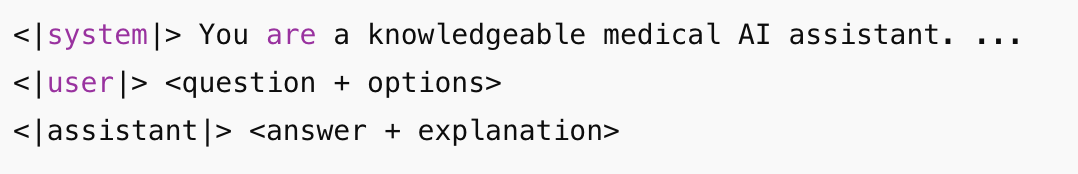 <|system|> You are a knowledgeable medical AI assistant. ...
<|user|> <question + options>
<|assistant|> <answer + explanation>